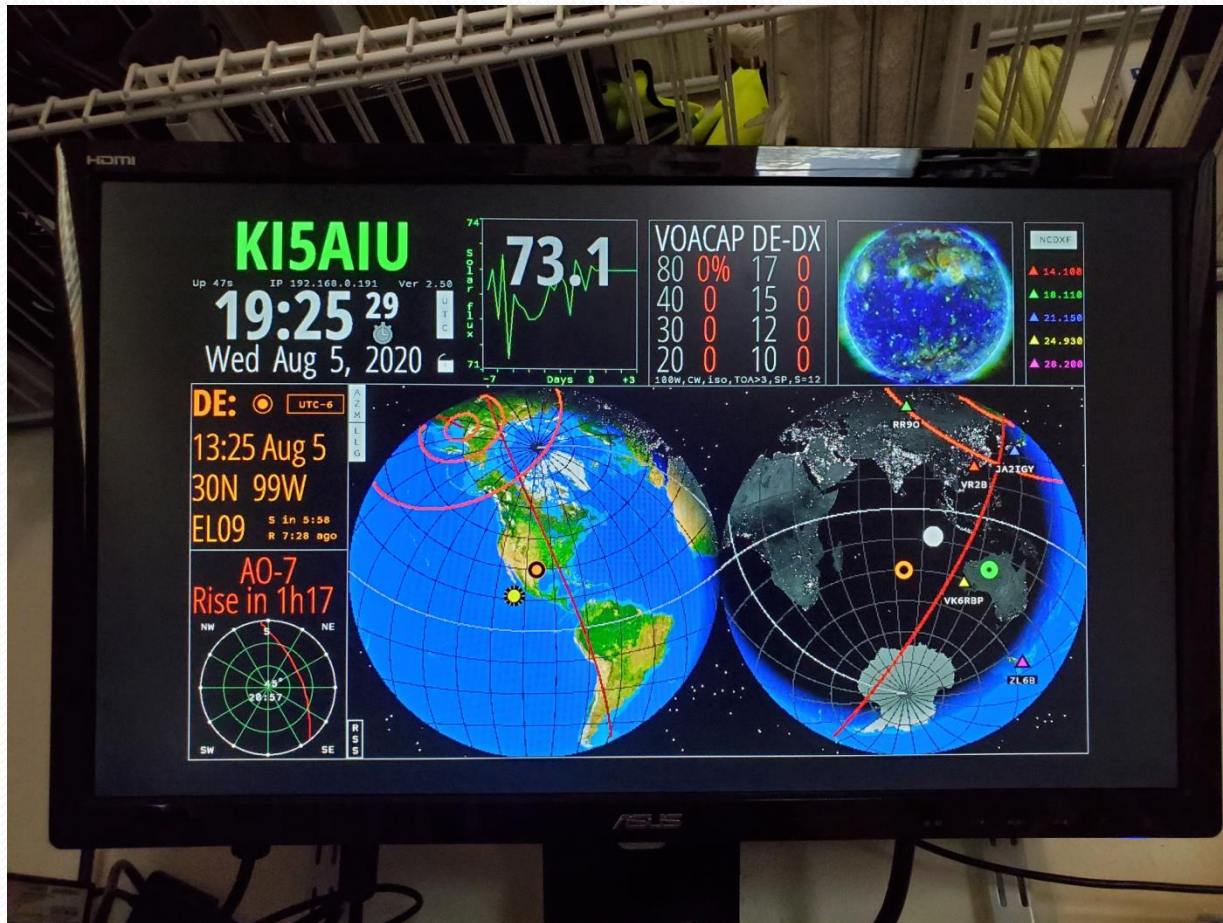 HDMI
KI5AIU
Up 47s IP 192.168.0.191 Ver 2.50
19:25 29
UTC
Wed Aug 5, 2020
74
Solar flux
73.1
71
-7 Days 0 +3
VOACAP DE-DX
80 0% 17 0
40 0 15 0
30 0 12 0
20 0 10 0
100W,CW,iso,TOA>3,SP,S=12
NCDXF
14.100
18.110
21.150
24.930
28.200
DE: UTC-6
13:25 Aug 5
30N 99W
EL09
S in 5:58
R 7:28 ago
AZM
LLG
RR9O
JA2IGY
VR2B
VK6RBP
ZL6B
AO-7
Rise in 1h17
NW NE
S
45°
20:57
SW SE
RSS
ASUS